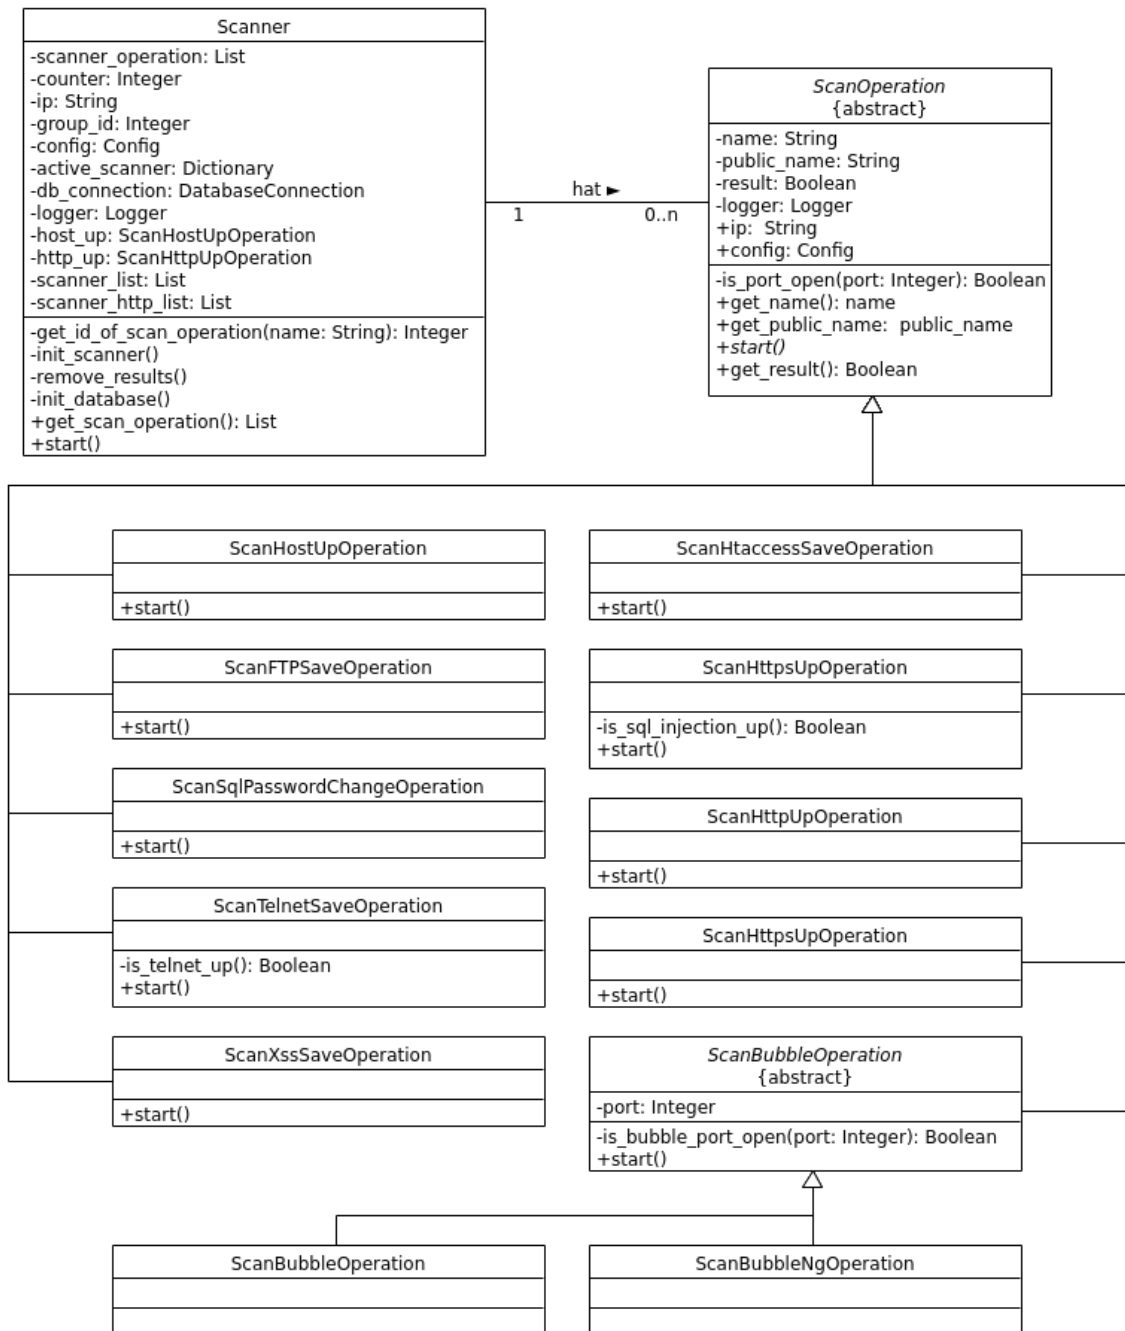 Scanner
-scanner_operation: List
-counter: Integer
-ip: String
-group_id: Integer
-config: Config
-active_scanner: Dictionary
-db_connection: DatabaseConnection
-logger: Logger
-host_up: ScanHostUpOperation
-http_up: ScanHttpUpOperation
-scanner_list: List
-scanner_http_list: List
-get_id_of_scan_operation(name: String): Integer
-init_scanner()
-remove_results()
-init_database()
+get_scan_operation(): List
+start()
hat ►
1
0..n
ScanOperation
{abstract}
-name: String
-public_name: String
-result: Boolean
-logger: Logger
+ip:  String
+config: Config
-is_port_open(port: Integer): Boolean
+get_name(): name
+get_public_name:  public_name
+start()
+get_result(): Boolean
ScanHostUpOperation
+start()
ScanFTPSaveOperation
+start()
ScanSqlPasswordChangeOperation
+start()
ScanTelnetSaveOperation
-is_telnet_up(): Boolean
+start()
ScanXssSaveOperation
+start()
ScanHtaccessSaveOperation
+start()
ScanHttpsUpOperation
-is_sql_injection_up(): Boolean
+start()
ScanHttpUpOperation
+start()
ScanHttpsUpOperation
+start()
ScanBubbleOperation
{abstract}
-port: Integer
-is_bubble_port_open(port: Integer): Boolean
+start()
ScanBubbleOperation
ScanBubbleNgOperation